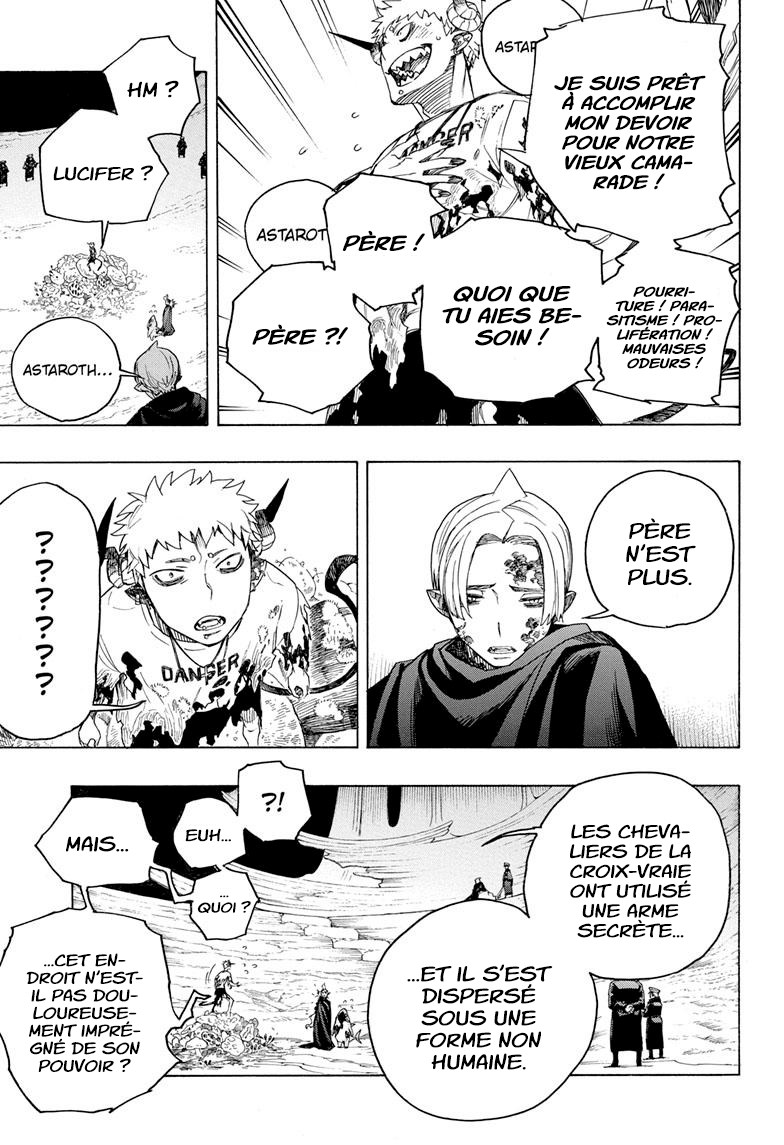 ASTAR
JE SUIS PRÊT
À ACCOMPLIR
MON DEVOIR
POUR NOTRE
VIEUX CAMA-
RADE !
DANGER
ASTAROT
PÈRE !
QUOI QUE
TU AIES BE-
SOIN !
POURRI-
TURE ! PARA-
SITISME ! PRO-
LIFÉRATION !
MAUVAISES
ODEURS !
PÈRE ?!
HM ?
LUCIFER ?
ASTAROTH...
PÈRE
N'EST
PLUS.
? ? ? ? ? ? ?
DANGER
LES CHEVA-
LIERS DE LA
CROIX-VRAIE
ONT UTILISÉ
UNE ARME
SECRÈTE...
...ET IL S'EST
DISPERSÉ
SOUS UNE
FORME NON
HUMAINE.
?!
EUH...
...
QUOI ?
MAIS...
...CET EN-
DROIT N'EST-
IL PAS DOU-
LOUREUSE-
MENT IMPRÉ-
GNÉ DE SON
POUVOIR ?